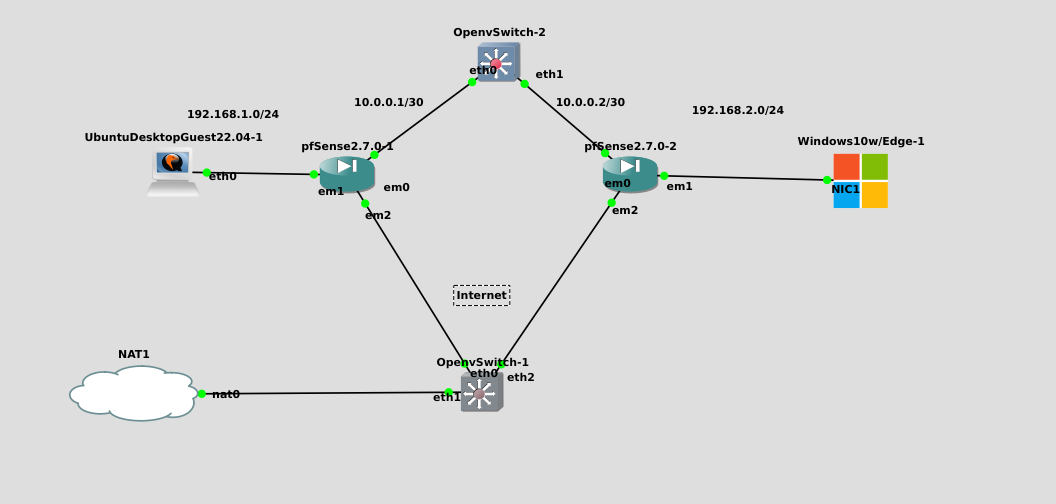 OpenvSwitch-2
eth0
eth1
10.0.0.1/30
10.0.0.2/30
192.168.1.0/24
192.168.2.0/24
UbuntuDesktopGuest22.04-1
pfSense2.7.0-1
pfSense2.7.0-2
Windows10w/Edge-1
eth0
em1
em0
em0
em1
NIC1
em2
em2
Internet
NAT1
OpenvSwitch-1
eth0
eth2
nat0
eth1